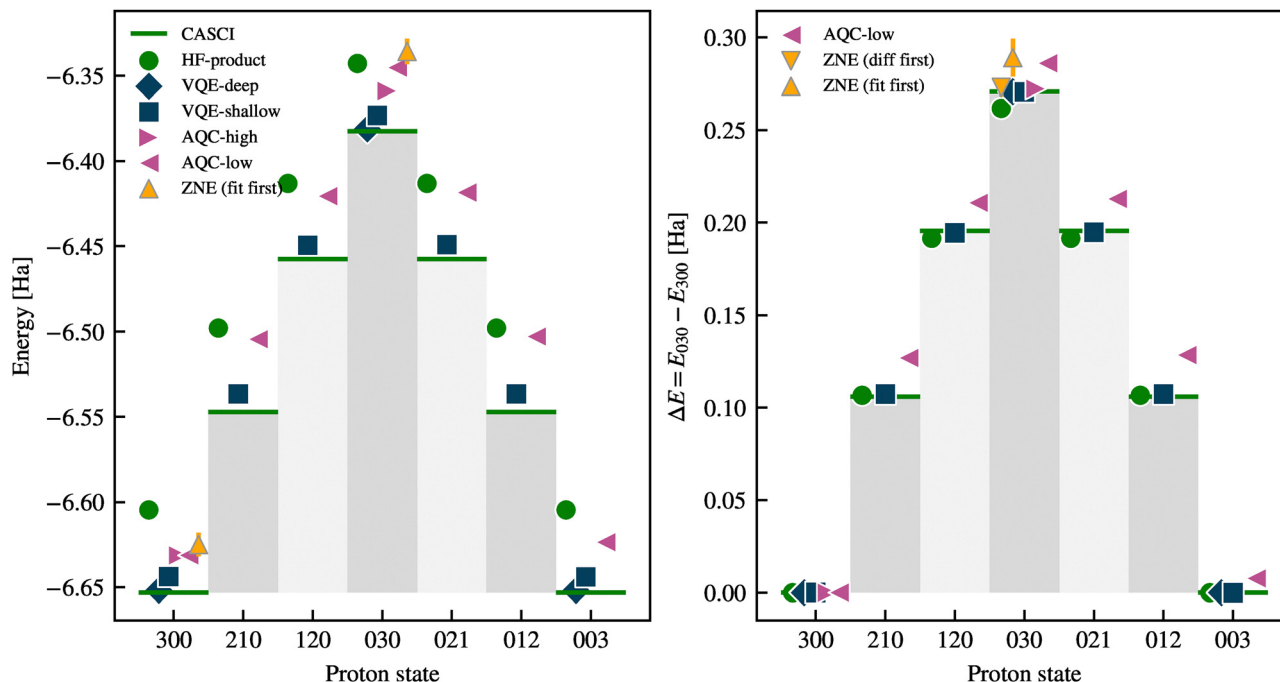 CASCI
HF-product
VQE-deep
VQE-shallow
AQC-high
AQC-low
ZNE (fit first)
−6.35
−6.40
−6.45
−6.50
−6.55
−6.60
−6.65
Energy [Ha]
300 210 120 030 021 012 003
Proton state
AQC-low
ZNE (diff first)
ZNE (fit first)
0.30
0.25
0.20
0.15
0.10
0.05
0.00
ΔE = E₀₃₀ − E₃₀₀ [Ha]
300 210 120 030 021 012 003
Proton state